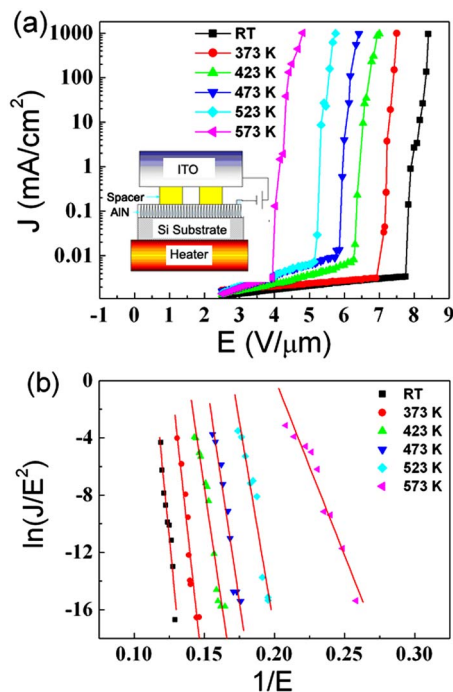 (a)
RT
373 K
423 K
473 K
523 K
573 K
1000
100
10
1
0.1
0.01
J (mA/cm²)
ITO
Spacer
AlN
Si Substrate
Heater
-1 0 1 2 3 4 5 6 7 8 9
E (V/μm)
(b)
RT
373 K
423 K
473 K
523 K
573 K
0
-4
-8
-12
-16
ln(J/E²)
0.10 0.15 0.20 0.25 0.30
1/E